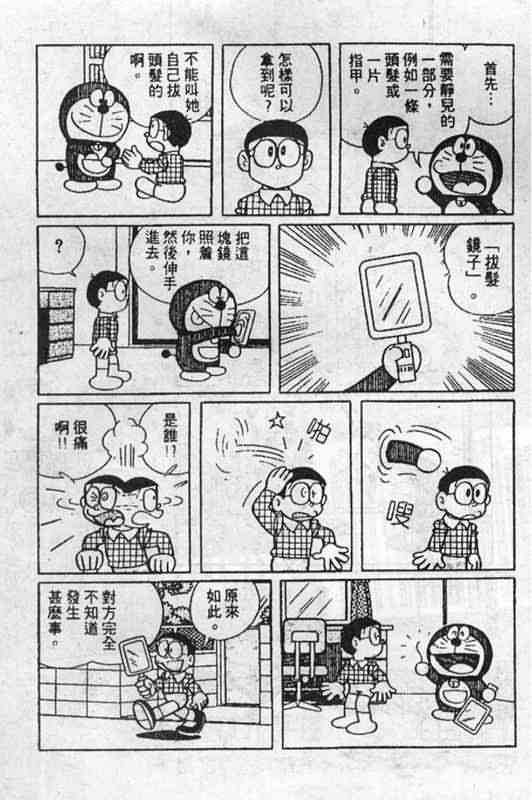 首先…
需要靜兒的
一部分，
例如一條
頭髮或
一片
指甲。
怎樣可以
拿到呢？
不能叫她
自己拔
頭髮的
啊。
「拔髮
鏡子」。
把這
塊鏡
照着
你，
然後伸手
進去。
？
嗖
啪
是誰!?
很痛
啊!!
原來
如此。
對方完全
不知道
發生
甚麼事。